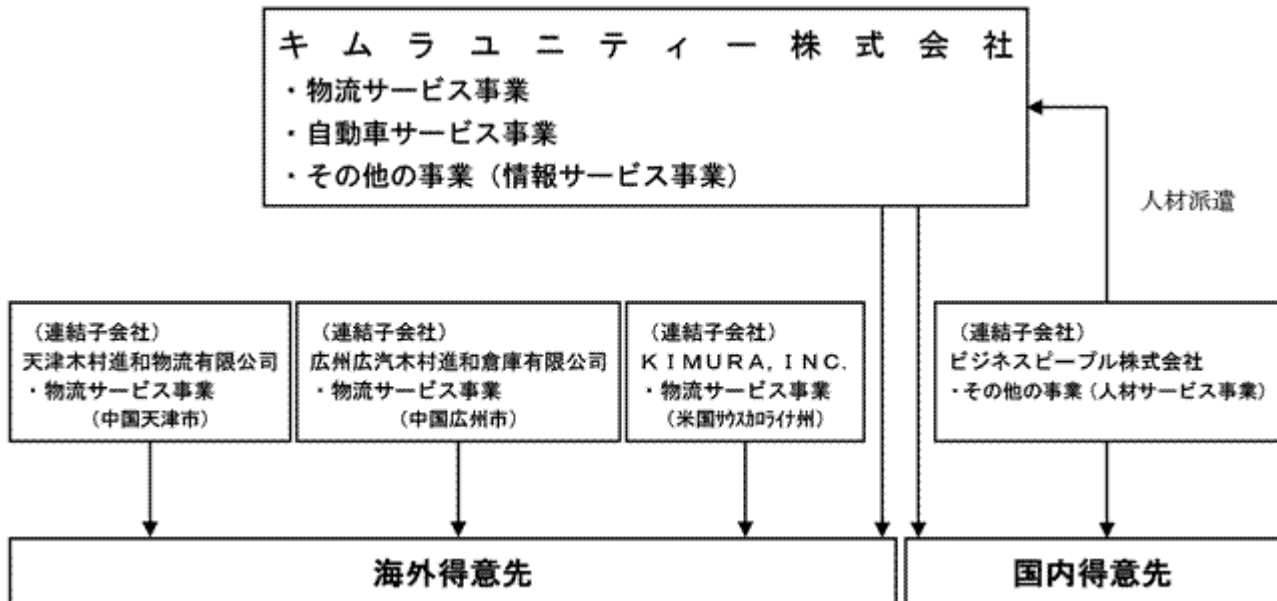 キムラユニティー株式会社
・物流サービス事業
・自動車サービス事業
・その他の事業（情報サービス事業）
人材派遣
（連結子会社）
天津木村進和物流有限公司
・物流サービス事業
（中国天津市）
（連結子会社）
広州広汽木村進和倉庫有限公司
・物流サービス事業
（中国広州市）
（連結子会社）
ＫＩＭＵＲＡ，ＩＮＣ.
・物流サービス事業
（米国ｻｳｽｶﾛﾗｲﾅ州）
（連結子会社）
ビジネスピープル株式会社
・その他の事業（人材サービス事業）
海外得意先
国内得意先